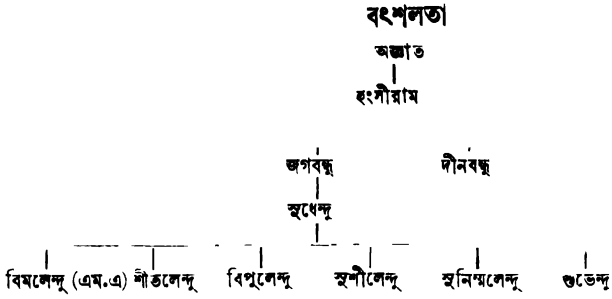 বংশলতা
অজ্ঞাত
হংসীরাম
জগবন্ধু দীনবন্ধু
সুধেন্দু
বিমলেন্দু (এম.এ) শীতলেন্দু বিপুলেন্দু সুশীলেন্দু সুনিম্মলেন্দু শুভেন্দু